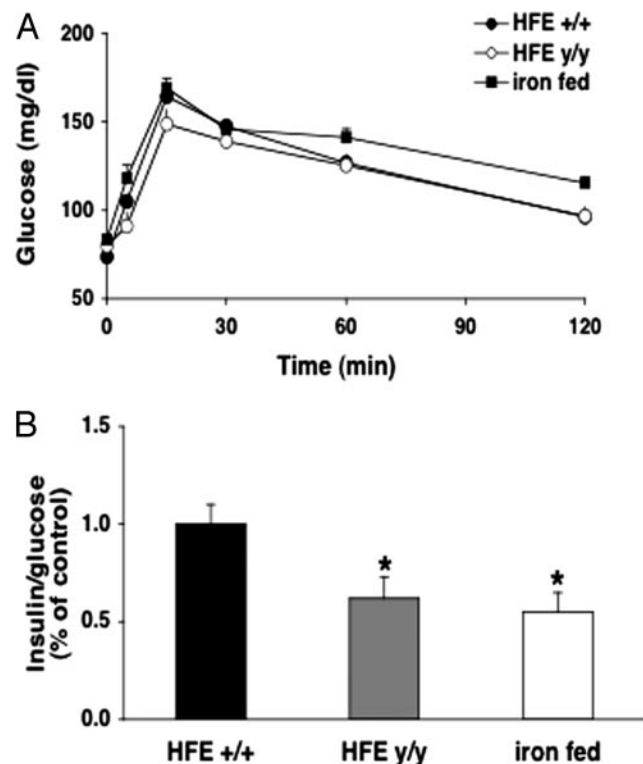 A
200
150
100
50
Glucose (mg/dl)
HFE +/+
HFE y/y
iron fed
0 30 60 90 120
Time (min)
B
1.5
1.0
0.5
0.0
Insulin/glucose
(% of control)
* *
HFE +/+ HFE y/y iron fed